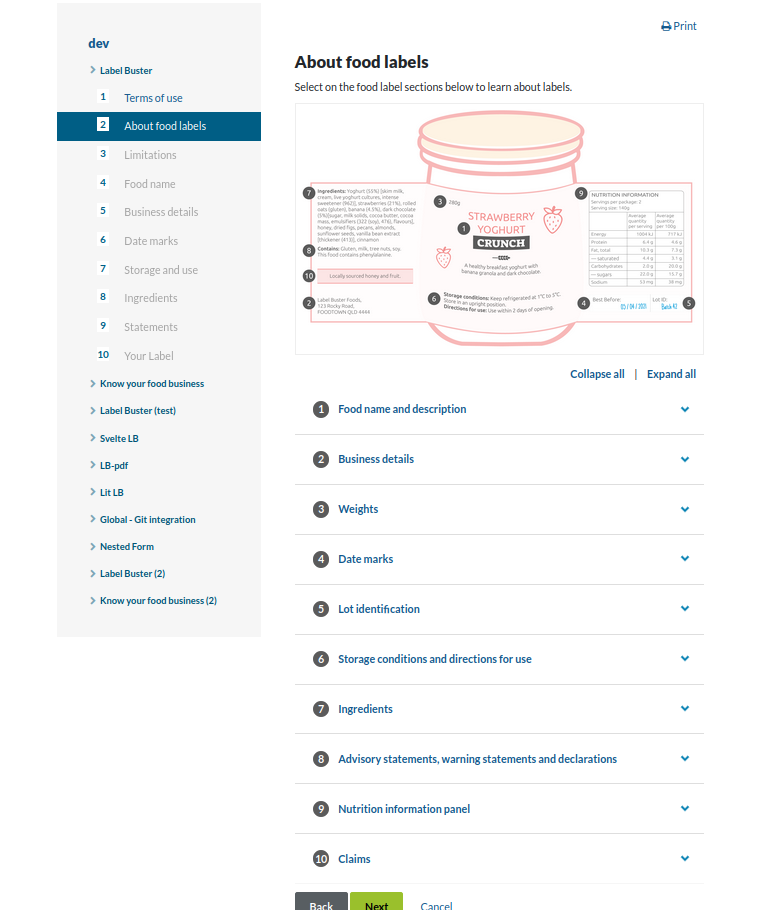 Print
dev
Label Buster
1 Terms of use
2 About food labels
3 Limitations
4 Food name
5 Business details
6 Date marks
7 Storage and use
8 Ingredients
9 Statements
10 Your Label
Know your food business
Label Buster (test)
Svelte LB
LB-pdf
Lit LB
Global - Git integration
Nested Form
Label Buster (2)
Know your food business (2)
About food labels
Select on the food label sections below to learn about labels.
7 Ingredients: Yoghurt (55%) [skim milk,
cream, live yoghurt cultures, intense
sweetener (962)], strawberries (21%), rolled
oats (gluten), banana (4.5%), dark chocolate
(5%)[sugar, milk solids, cocoa butter, cocoa
mass, emulsifiers (322 (soy), 476), flavours],
honey, dried figs, pecans, almonds,
sunflower seeds, vanilla bean extract
[thickener (413)], cinnamon
8 Contains: Gluten, milk, tree nuts, soy.
This food contains phenylalanine.
10 Locally sourced honey and fruit.
2 Label Buster Foods,
123 Rocky Road,
FOODTOWN QLD 4444
3 280g
1 STRAWBERRY
YOGHURT
CRUNCH
A healthy breakfast yoghurt with
banana granola and dark chocolate.
6 Storage conditions: Keep refrigerated at 1°C to 5°C.
Store in an upright position.
Directions for use: Use within 2 days of opening.
9 NUTRITION INFORMATION
Servings per package: 2
Serving size: 140g
Average quantity per serving
Average quantity per 100g
Energy
Protein 6.4 g 4.6 g
Fat, total 10.3 g 7.3 g
— saturated 4.4 g 3.1 g
Carbohydrates
— sugars 22.0 g 15.7 g
Sodium 53 mg 38 mg
4 Best Before:
Lot ID: 5
Collapse all | Expand all
1 Food name and description
2 Business details
3 Weights
4 Date marks
5 Lot identification
6 Storage conditions and directions for use
7 Ingredients
8 Advisory statements, warning statements and declarations
9 Nutrition information panel
10 Claims
Back Next Cancel